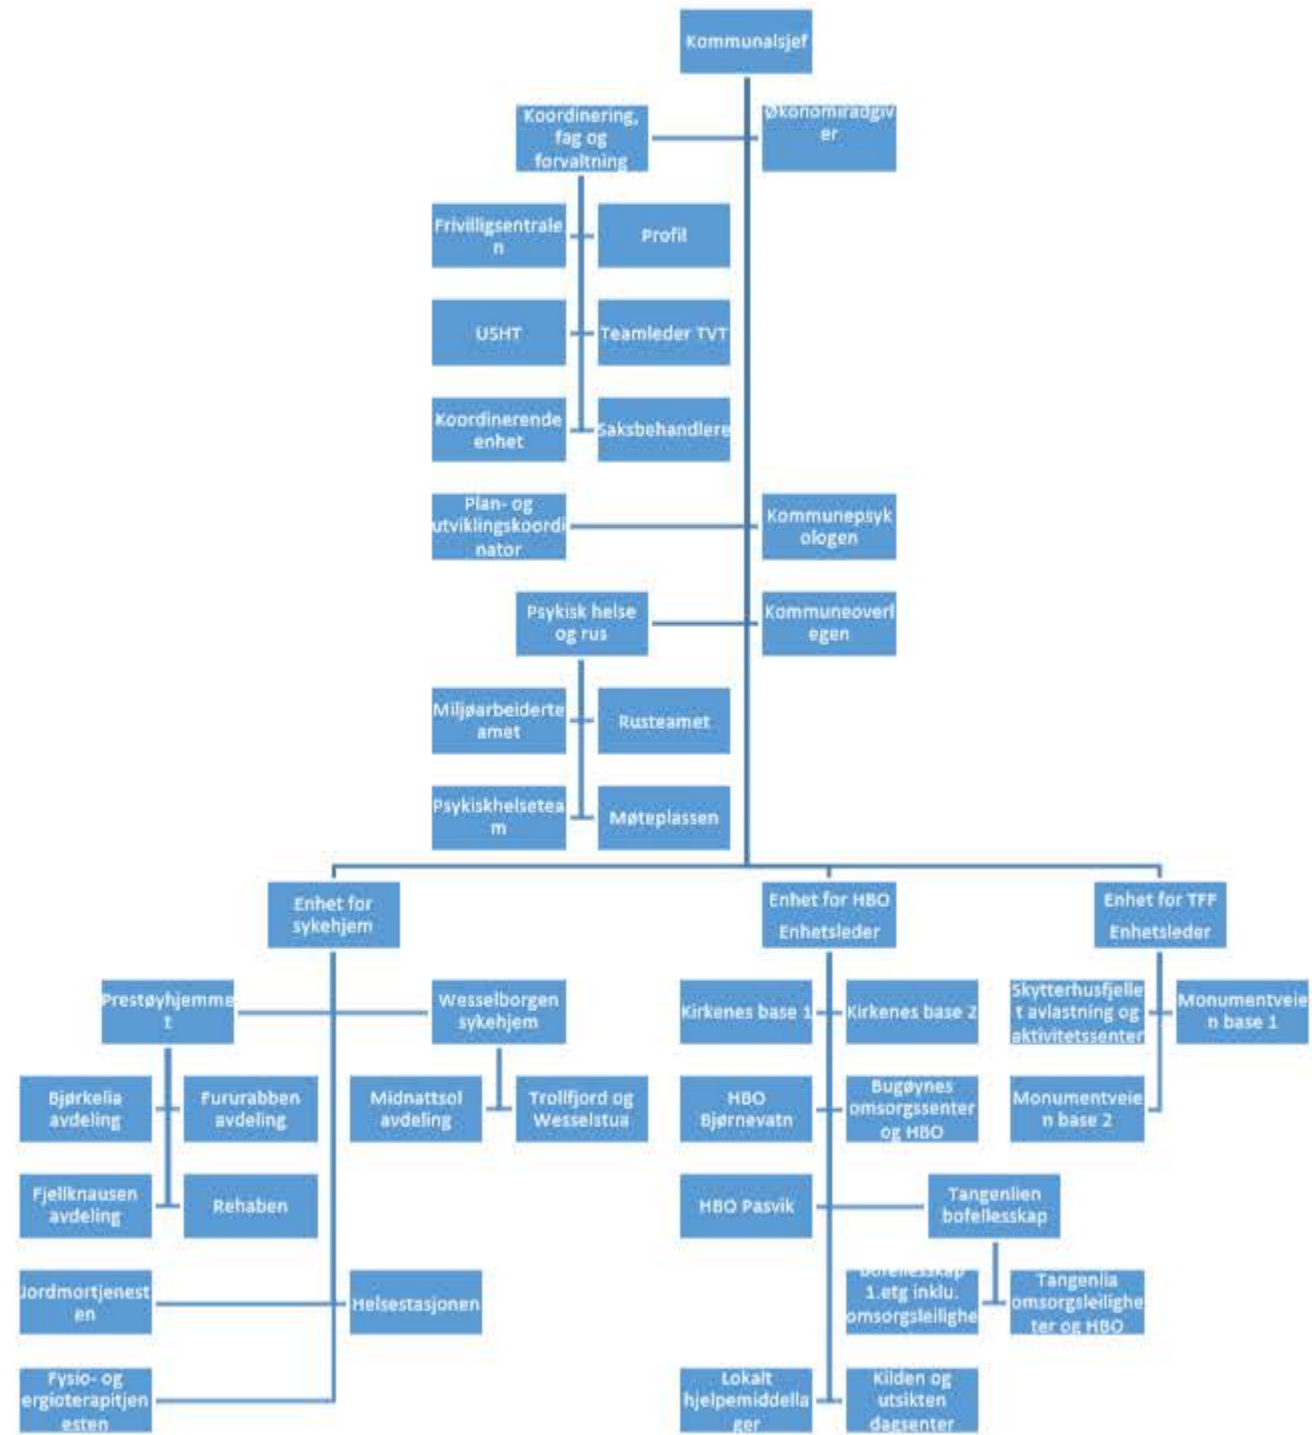 Kommunalsjef
Koordinering,
fag og
forvaltning
Økonomirådgiv
er
Frivilligsentrale
n
Profil
USHT
Teamleder TVT
Koordinerende
enhet
Saksbehandlere
Plan- og
utviklingskoordi
nator
Kommunepsyk
ologen
Psykisk helse
og rus
Kommuneoverl
egen
Miljøarbeiderte
amet
Rusteamet
Psykiskhelsetea
m
Møteplassen
Enhet for
sykehjem
Enhet for HBO
Enhetsleder
Enhet for TFF
Enhetsleder
Prestøyhjemme
t
Wesselborgen
sykehjem
Kirkenes base 1
Kirkenes base 2
Skytterhusfjelle
t avlastning og
aktivitetssenter
Monumentveie
n base 1
Bjørkelia
avdeling
Fururabben
avdeling
Midnattsol
avdeling
Trollfjord og
Wesselstua
HBO
Bjørnevatn
Bugøynes
omsorgssenter
og HBO
Monumentveie
n base 2
Fjellknausen
avdeling
Rehaben
HBO Pasvik
Tangenlien
bofellesskap
Jordmortjenest
en
Helsestasjonen
bofellesskap
1.etg inklu.
omsorgsleilighe
Tangenlia
omsorgsleilighe
ter og HBO
Fysio- og
ergioterapitjen
esten
Lokalt
hjelpemiddella
ger
Kilden og
utsikten
dagsenter